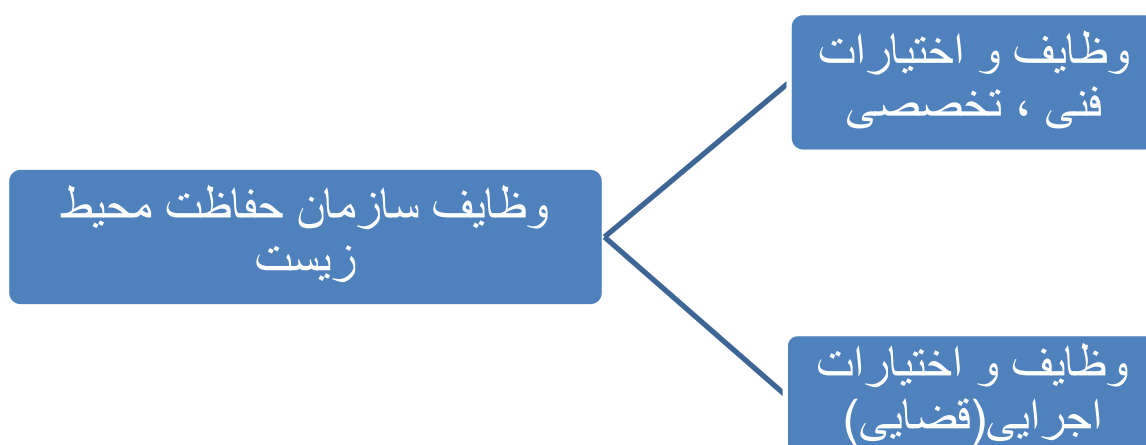 وظایف و اختیارات
فنی ، تخصصی
وظایف سازمان حفاظت محیط
زیست
وظایف و اختیارات
اجرایی(قضایی)